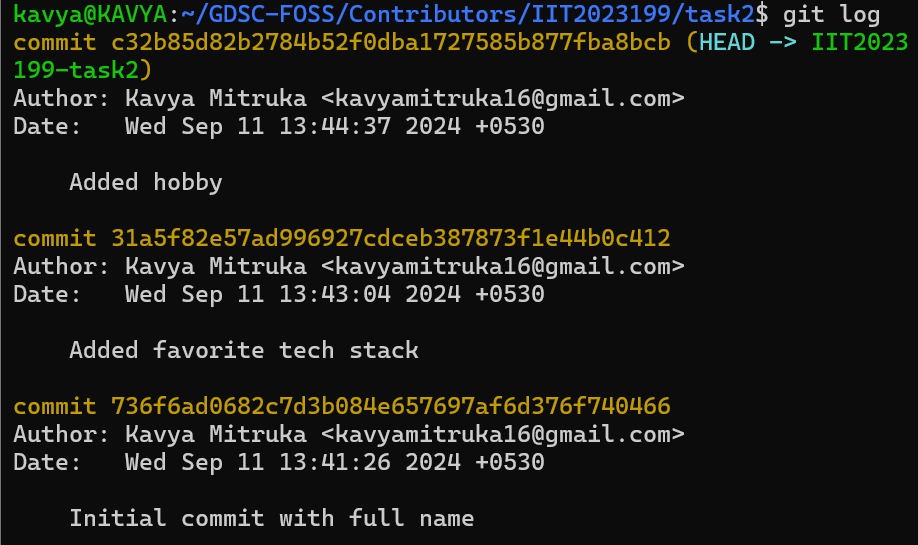 kavya@KAVYA:~/GDSC-FOSS/Contributors/IIT2023199/task2$ git log
commit c32b85d82b2784b52f0dba1727585b877fba8bcb (HEAD -> IIT2023
199-task2)
Author: Kavya Mitruka <kavyamitruka16@gmail.com>
Date:   Wed Sep 11 13:44:37 2024 +0530

    Added hobby

commit 31a5f82e57ad996927cdceb387873f1e44b0c412
Author: Kavya Mitruka <kavyamitruka16@gmail.com>
Date:   Wed Sep 11 13:43:04 2024 +0530

    Added favorite tech stack

commit 736f6ad0682c7d3b084e657697af6d376f740466
Author: Kavya Mitruka <kavyamitruka16@gmail.com>
Date:   Wed Sep 11 13:41:26 2024 +0530

    Initial commit with full name